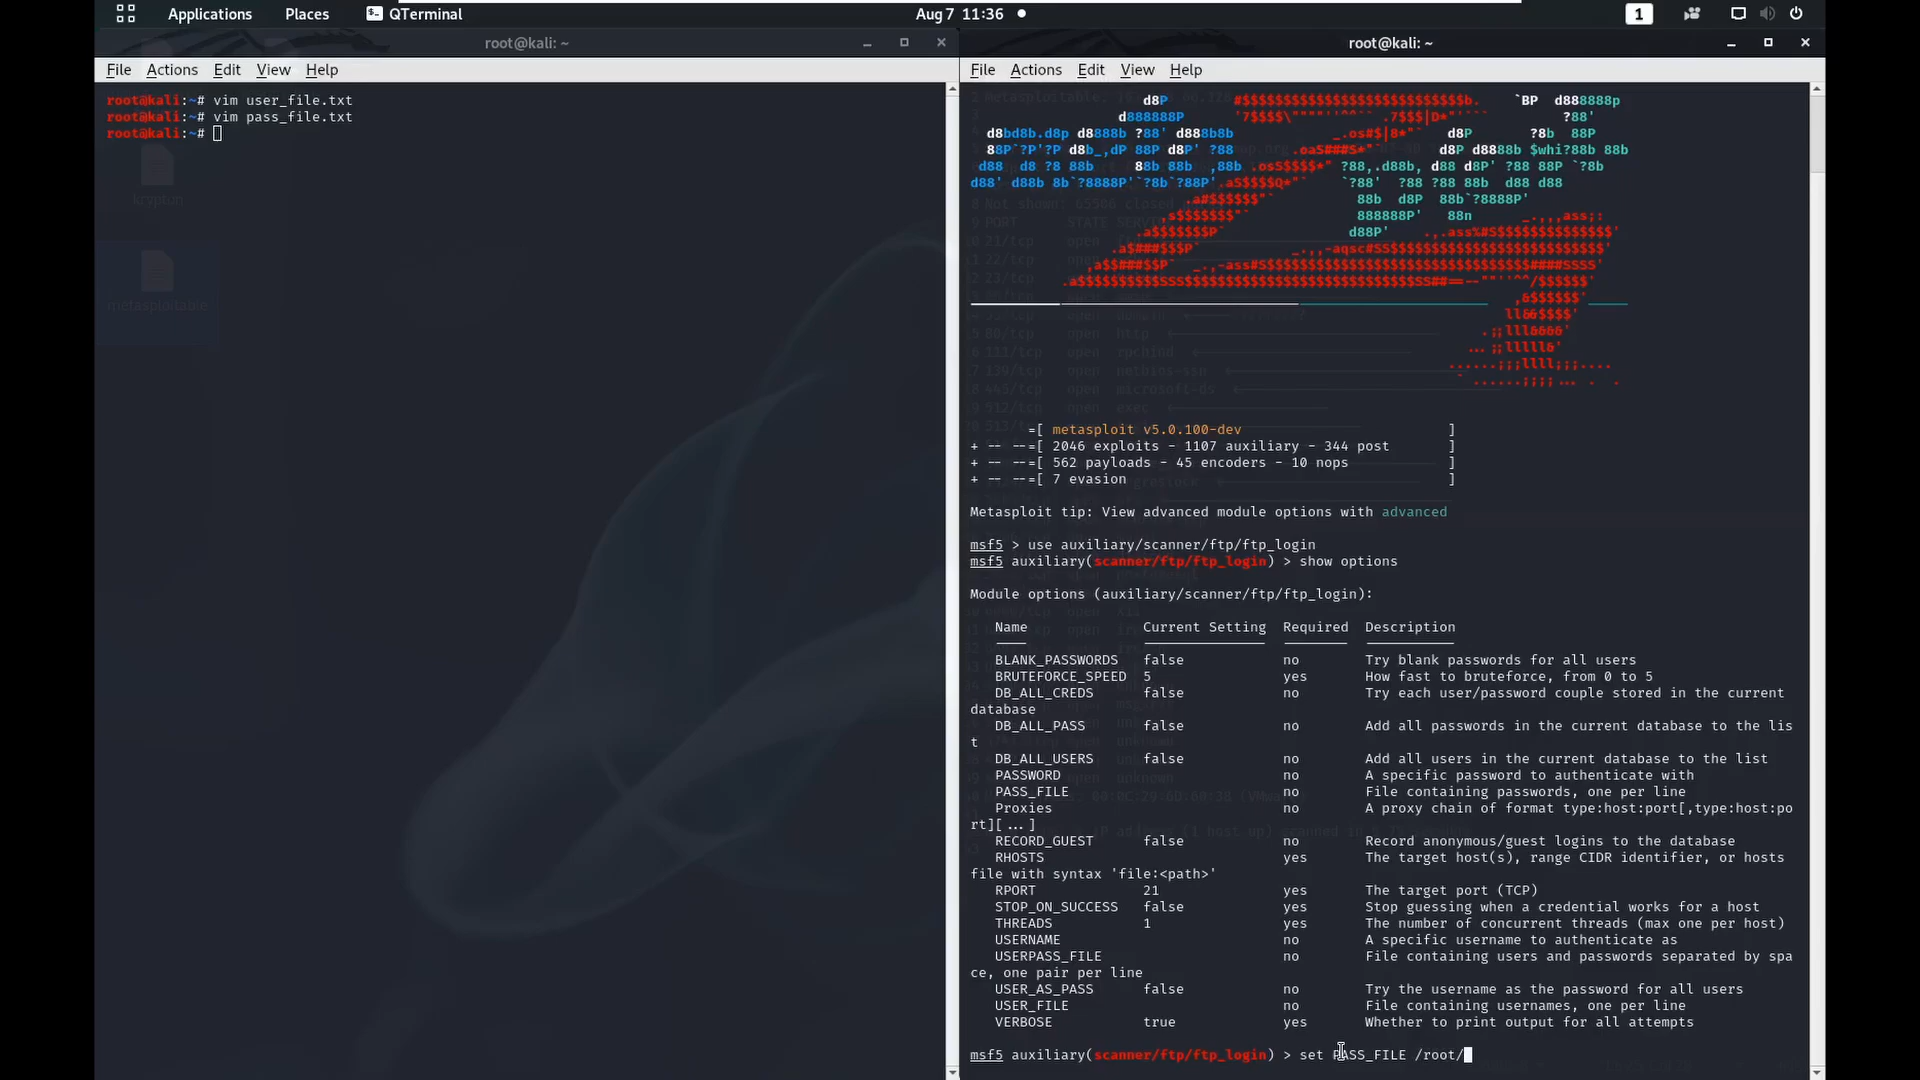 Applications Places QTerminal Aug 7 11:36 1
root@kali: ~
File Actions Edit View Help
root@kali:~# vim user_file.txt
root@kali:~# vim pass_file.txt
root@kali:~#
kryptun
metasploitable
root@kali: ~
File Actions Edit View Help
=[ metasploit v5.0.100-dev ]
+ -- --=[ 2046 exploits - 1107 auxiliary - 344 post ]
+ -- --=[ 562 payloads - 45 encoders - 10 nops ]
+ -- --=[ 7 evasion ]
Metasploit tip: View advanced module options with advanced
msf5 > use auxiliary/scanner/ftp/ftp_login
msf5 auxiliary(scanner/ftp/ftp_login) > show options
Module options (auxiliary/scanner/ftp/ftp_login):
Name Current Setting Required Description
BLANK_PASSWORDS false no Try blank passwords for all users
BRUTEFORCE_SPEED 5 yes How fast to bruteforce, from 0 to 5
DB_ALL_CREDS false no Try each user/password couple stored in the current
database
DB_ALL_PASS false no Add all passwords in the current database to the lis
t
DB_ALL_USERS false no Add all users in the current database to the list
PASSWORD no A specific password to authenticate with
PASS_FILE no File containing passwords, one per line
Proxies no A proxy chain of format type:host:port[,type:host:po
rt][...]
RECORD_GUEST false no Record anonymous/guest logins to the database
RHOSTS yes The target host(s), range CIDR identifier, or hosts
file with syntax 'file:<path>'
RPORT 21 yes The target port (TCP)
STOP_ON_SUCCESS false yes Stop guessing when a credential works for a host
THREADS 1 yes The number of concurrent threads (max one per host)
USERNAME no A specific username to authenticate as
USERPASS_FILE no File containing users and passwords separated by spa
ce, one pair per line
USER_AS_PASS false no Try the username as the password for all users
USER_FILE no File containing usernames, one per line
VERBOSE true yes Whether to print output for all attempts
msf5 auxiliary(scanner/ftp/ftp_login) > set PASS_FILE /root/